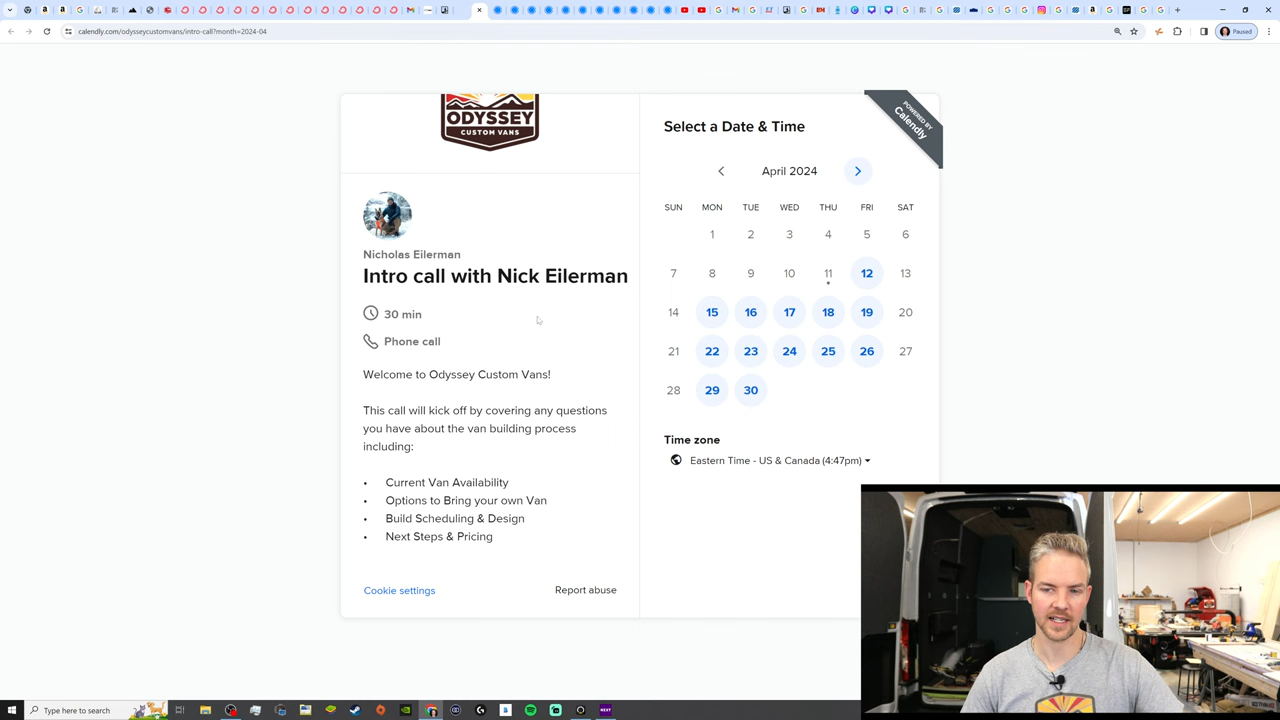 calendly.com/odysseycustomvans/intro-call?month=2024-04
Paused
ODYSSEY
CUSTOM VANS
POWERED BY
Calendly
Nicholas Eilerman
Intro call with Nick Eilerman
30 min
Phone call
Welcome to Odyssey Custom Vans!
This call will kick off by covering any questions
you have about the van building process
including:
• Current Van Availability
• Options to Bring your own Van
• Build Scheduling & Design
• Next Steps & Pricing
Cookie settings
Report abuse
Select a Date & Time
April 2024
SUN MON TUE WED THU FRI SAT
1 2 3 4 5 6
7 8 9 10 11 12 13
14 15 16 17 18 19 20
21 22 23 24 25 26 27
28 29 30
Time zone
Eastern Time - US & Canada (4:47pm)
Type here to search
NEXT